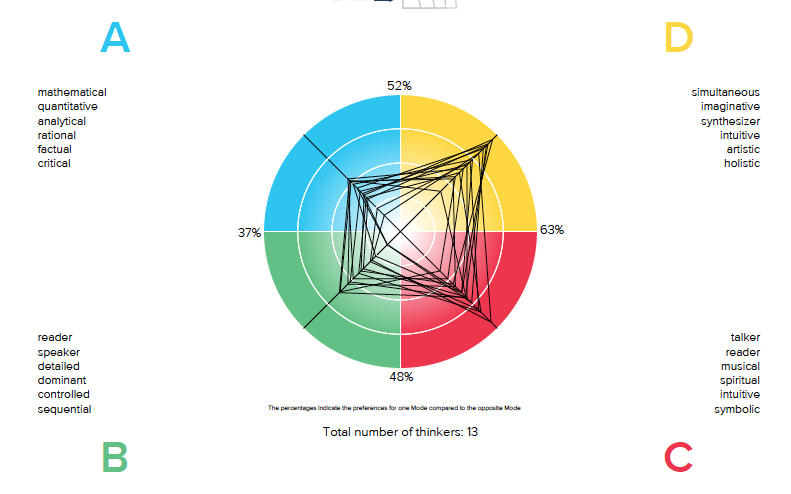 A
D
52%
mathematical
quantitative
analytical
rational
factual
critical
simultaneous
imaginative
synthesizer
intuitive
artistic
holistic
37%
63%
reader
speaker
detailed
dominant
controlled
sequential
talker
reader
musical
spiritual
intuitive
symbolic
48%
The percentages indicate the preferences for one Mode compared to the opposite Mode
Total number of thinkers: 13
B
C